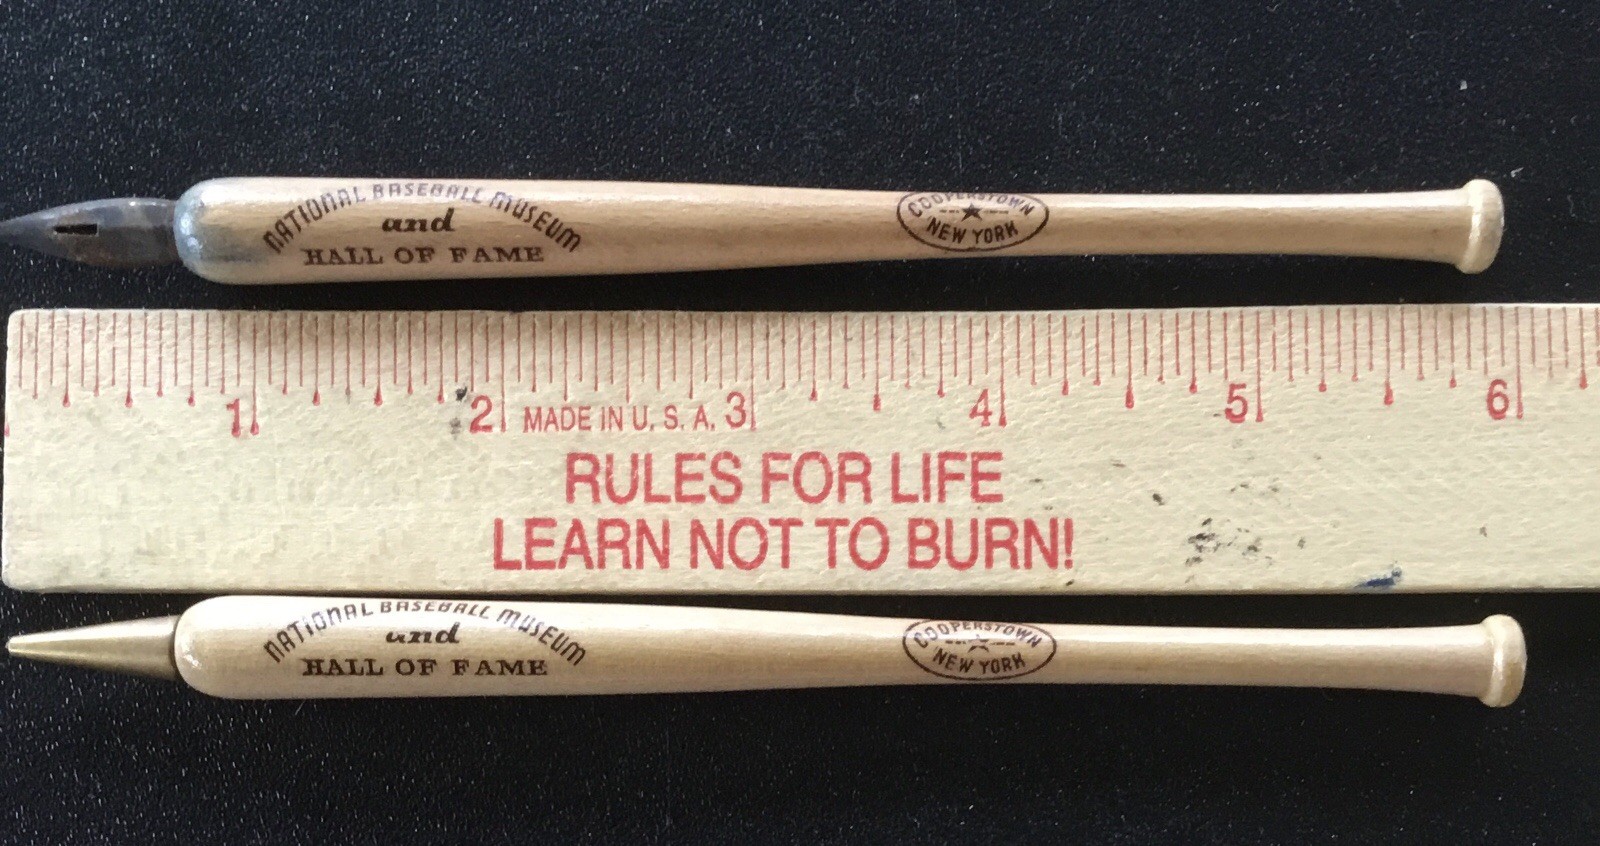 NATIONAL BASEBALL MUSEUM
and
HALL OF FAME
COOPERSTOWN
NEW YORK
1 2 MADE IN U.S.A. 3 4 5 6
RULES FOR LIFE
LEARN NOT TO BURN!
NATIONAL BASEBALL MUSEUM
and
HALL OF FAME
COOPERSTOWN
NEW YORK